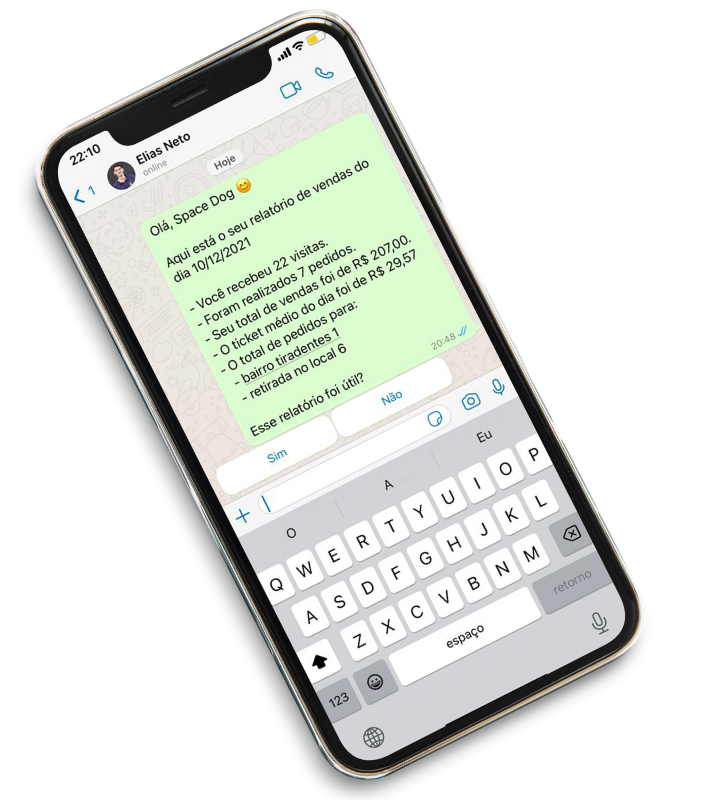 22:10
1
Elias Neto
online
Hoje
Olá, Space Dog 😊
Aqui está o seu relatório de vendas do
dia 10/12/2021
- Você recebeu 22 visitas.
- Foram realizados 7 pedidos.
- Seu total de vendas foi de R$ 207,00.
- O ticket médio do dia foi de R$ 29,57
- O total de pedidos para:
- bairro tiradentes 1
- retirada no local 6
Esse relatório foi útil?
20:48
Sim
Não
O
A
Eu
Q W E R T Y U I O P
A S D F G H J K L
Z X C V B N M
123
espaço
retorno